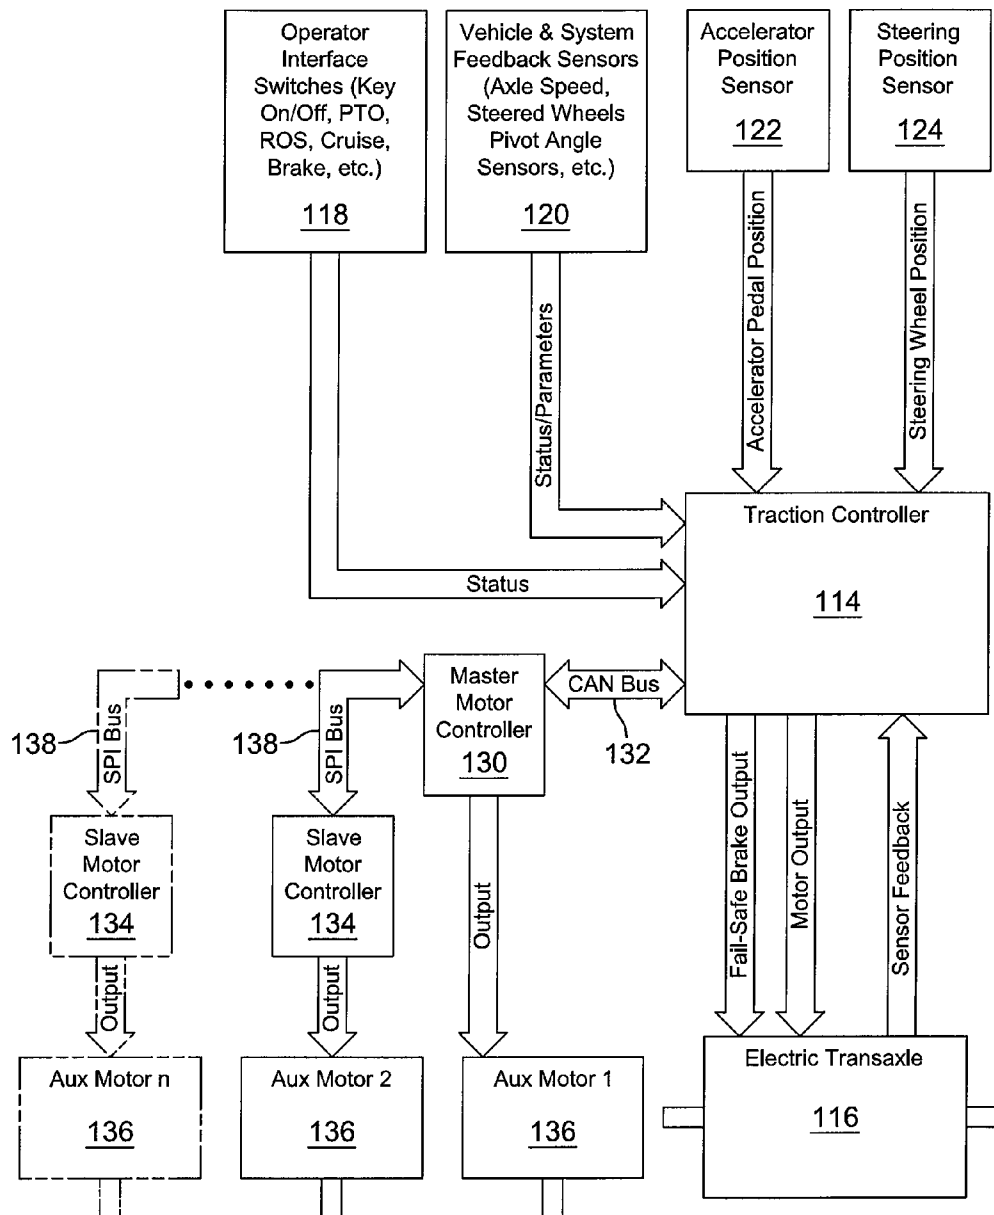 Operator
Interface
Switches (Key
On/Off, PTO,
ROS, Cruise,
Brake, etc.)
118
Vehicle & System
Feedback Sensors
(Axle Speed,
Steered Wheels
Pivot Angle
Sensors, etc.)
120
Accelerator
Position
Sensor
122
Steering
Position
Sensor
124
Status/Parameters
Accelerator Pedal Position
Steering Wheel Position
Status
Traction Controller
114
Master
Motor
Controller
130
CAN Bus
132
138
SPI Bus
138
SPI Bus
Slave
Motor
Controller
134
Slave
Motor
Controller
134
Output
Output
Output
Fail-Safe Brake Output
Motor Output
Sensor Feedback
Aux Motor n
136
Aux Motor 2
136
Aux Motor 1
136
Electric Transaxle
116